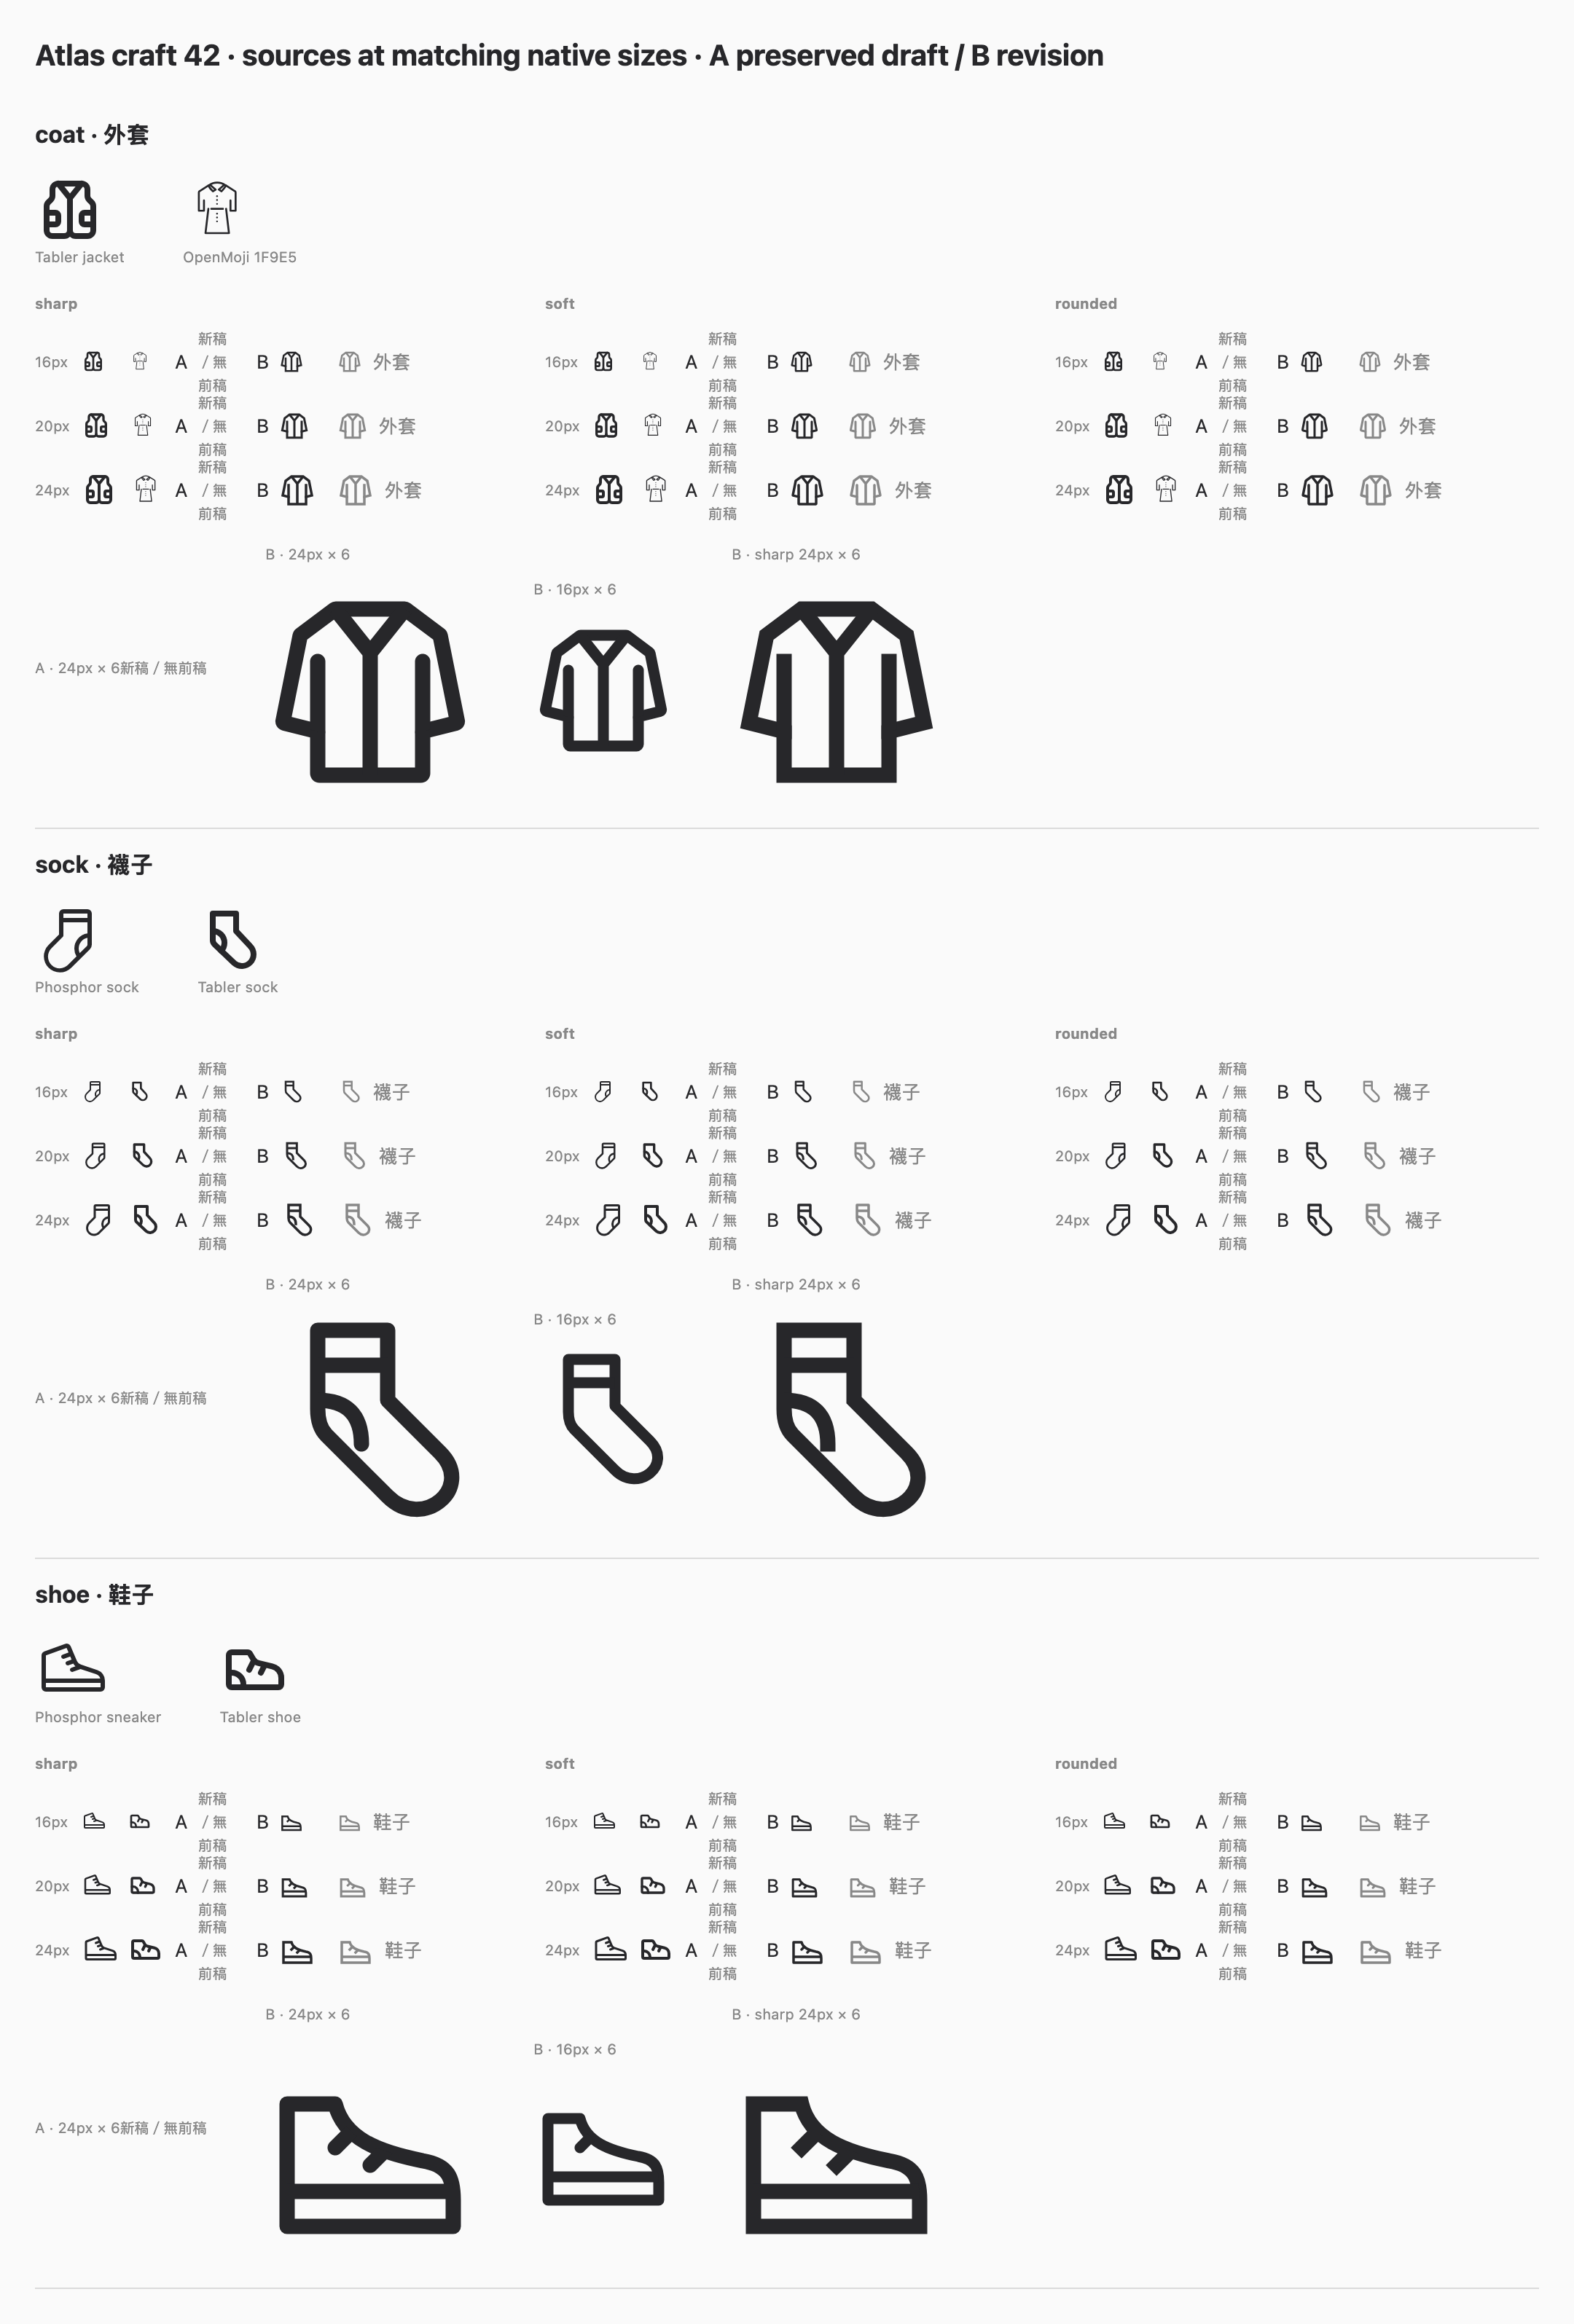 Atlas craft 42 · sources at matching native sizes · A preserved draft / B revision
coat · 外套
Tabler jacket
OpenMoji 1F9E5
sharp
soft
rounded
16px A 新稿 / 無前稿 B 外套
16px A 新稿 / 無前稿 B 外套
16px A 新稿 / 無前稿 B 外套
20px A 新稿 / 無前稿 B 外套
20px A 新稿 / 無前稿 B 外套
20px A 新稿 / 無前稿 B 外套
24px A 新稿 / 無前稿 B 外套
24px A 新稿 / 無前稿 B 外套
24px A 新稿 / 無前稿 B 外套
B · 24px × 6
B · sharp 24px × 6
B · 16px × 6
A · 24px × 6新稿 / 無前稿
sock · 襪子
Phosphor sock
Tabler sock
sharp
soft
rounded
16px A 新稿 / 無前稿 B 襪子
16px A 新稿 / 無前稿 B 襪子
16px A 新稿 / 無前稿 B 襪子
20px A 新稿 / 無前稿 B 襪子
20px A 新稿 / 無前稿 B 襪子
20px A 新稿 / 無前稿 B 襪子
24px A 新稿 / 無前稿 B 襪子
24px A 新稿 / 無前稿 B 襪子
24px A 新稿 / 無前稿 B 襪子
B · 24px × 6
B · sharp 24px × 6
B · 16px × 6
A · 24px × 6新稿 / 無前稿
shoe · 鞋子
Phosphor sneaker
Tabler shoe
sharp
soft
rounded
16px A 新稿 / 無前稿 B 鞋子
16px A 新稿 / 無前稿 B 鞋子
16px A 新稿 / 無前稿 B 鞋子
20px A 新稿 / 無前稿 B 鞋子
20px A 新稿 / 無前稿 B 鞋子
20px A 新稿 / 無前稿 B 鞋子
24px A 新稿 / 無前稿 B 鞋子
24px A 新稿 / 無前稿 B 鞋子
24px A 新稿 / 無前稿 B 鞋子
B · 24px × 6
B · sharp 24px × 6
B · 16px × 6
A · 24px × 6新稿 / 無前稿